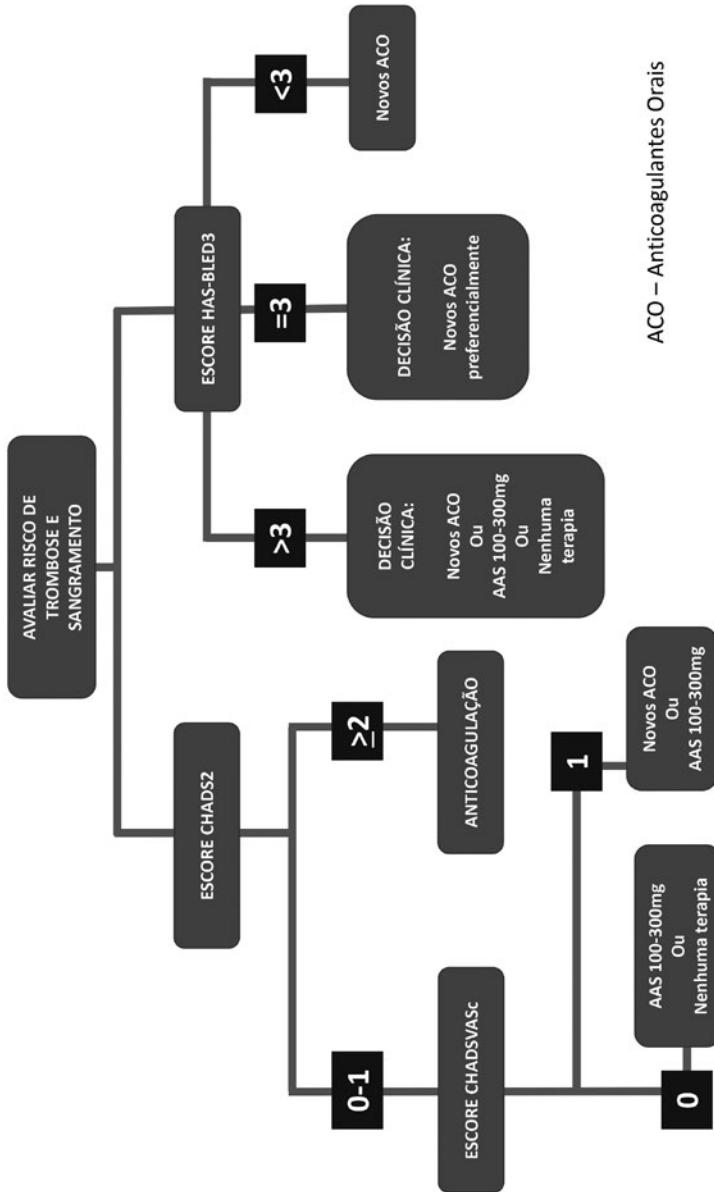 AVALIAR RISCO DE
TROMBOSE E
SANGRAMENTO
ESCORE CHADS2
ESCORE HAS-BLED3
0-1
≥2
>3
=3
<3
ESCORE CHADSVASc
ANTICOAGULAÇÃO
DECISÃO
CLÍNICA:
Novos ACO
Ou
AAS 100-300mg
Ou
Nenhuma
terapia
DECISÃO CLÍNICA:
Novos ACO
preferencialmente
Novos ACO
0
1
AAS 100-300mg
Ou
Nenhuma terapia
Novos ACO
Ou
AAS 100-300mg
ACO – Anticoagulantes Orais